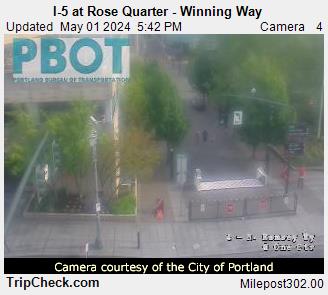 I-5 at Rose Quarter - Winning Way
Updated May 01 2024 5:42 PM Camera 4
PBOT
PORTLAND BUREAU OF TRANSPORTATION
Camera courtesy of the City of Portland
TripCheck.com Milepost302.00